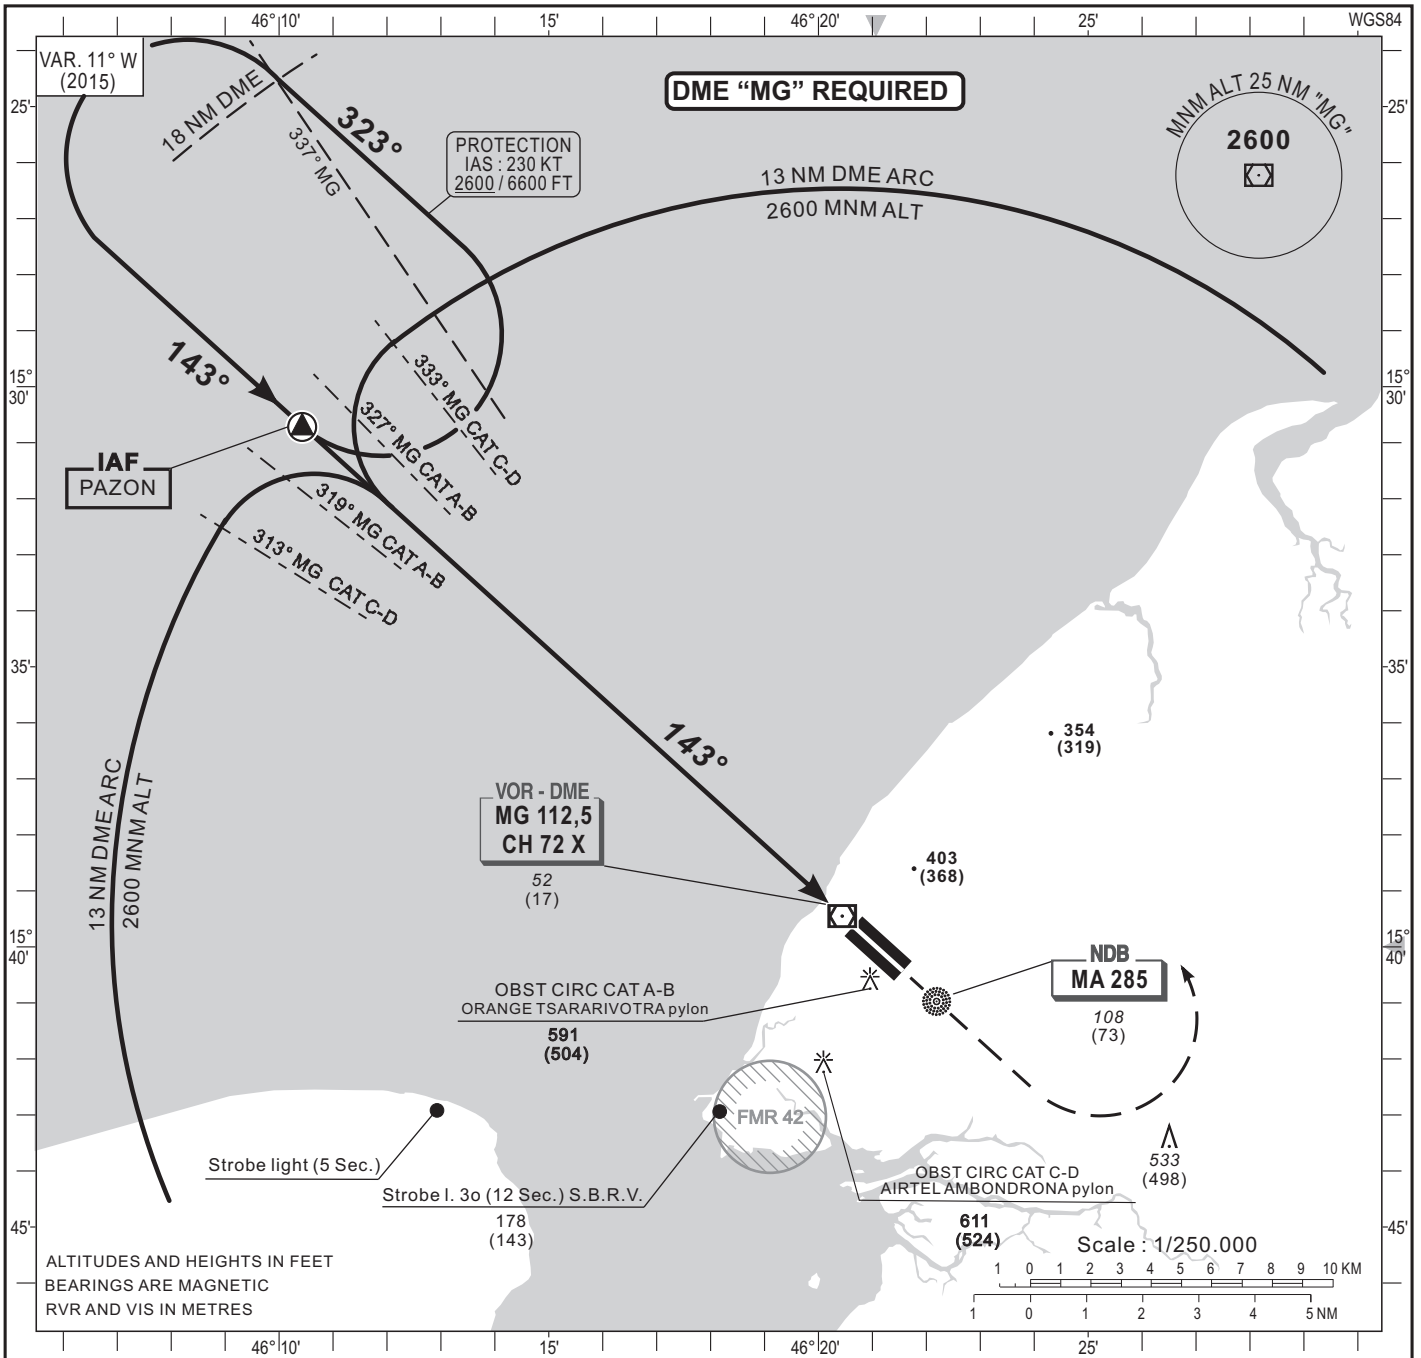 46°10' 15' 46°20' 25' WGS84
VAR. 11° W
(2015)
25'
25'
DME “MG” REQUIRED
MNM ALT 25 NM "MG"
2600
18 NM DME
323°
337° MG
PROTECTION
IAS : 230 KT
2600 / 6600 FT
13 NM DME ARC
2600 MNM ALT
15°
30'
15°
30'
143°
333° MG CAT C-D
327° MG CAT A-B
IAF
PAZON
319° MG CAT A-B
313° MG CAT C-D
35'
35'
143°
354
(319)
13 NM DME ARC
2600 MNM ALT
VOR - DME
MG 112,5
CH 72 X
52
(17)
403
(368)
15°
40'
15°
40'
NDB
MA 285
108
(73)
OBST CIRC CAT A-B
ORANGE TSARARIVOTRA pylon
591
(504)
FMR 42
533
(498)
Strobe light (5 Sec.)
Strobe l. 3o (12 Sec.) S.B.R.V.
178
(143)
OBST CIRC CAT C-D
AIRTEL AMBONDRONA pylon
611
(524)
45'
45'
ALTITUDES AND HEIGHTS IN FEET
BEARINGS ARE MAGNETIC
RVR AND VIS IN METRES
Scale : 1/250.000
1 0 1 2 3 4 5 6 7 8 9 10 KM
1 0 1 2 3 4 5 NM
46°10' 15' 46°20' 25'